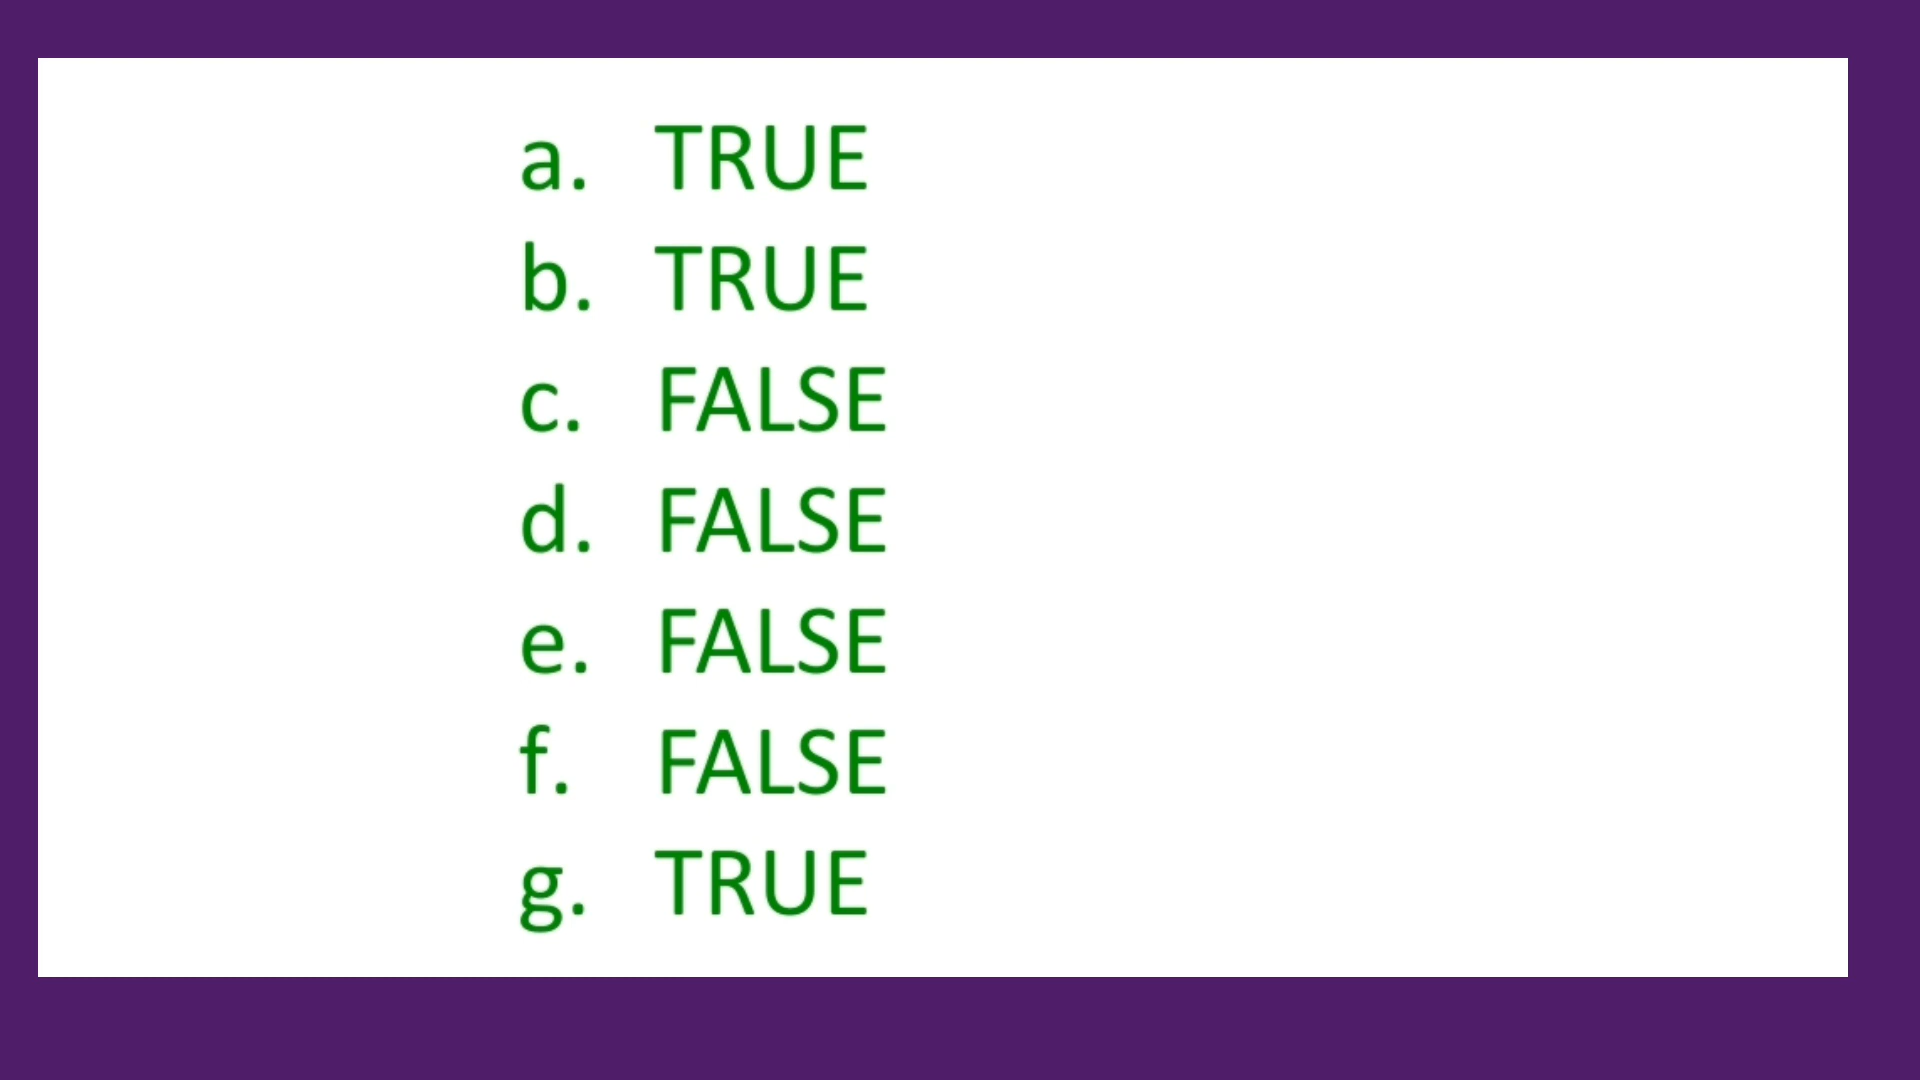 a. TRUE
b. TRUE
c. FALSE
d. FALSE
e. FALSE
f. FALSE
g. TRUE